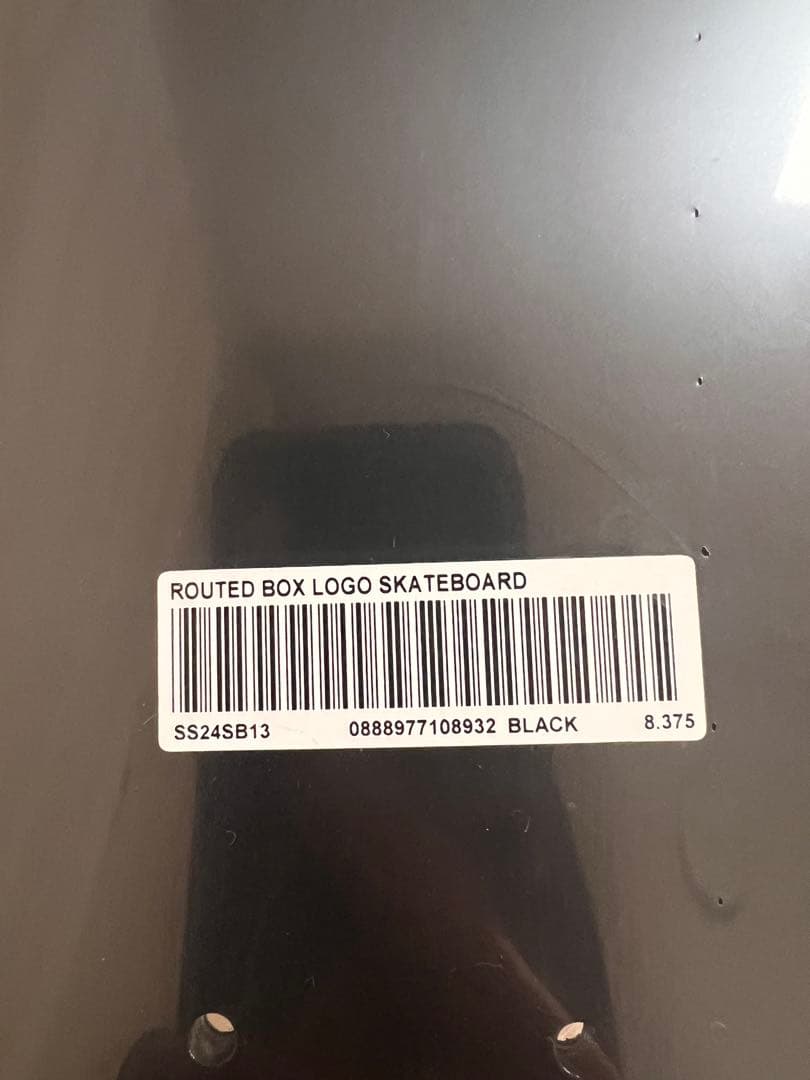 ROUTED BOX LOGO SKATEBOARD
SS24SB13 0888977108932 BLACK 8.375